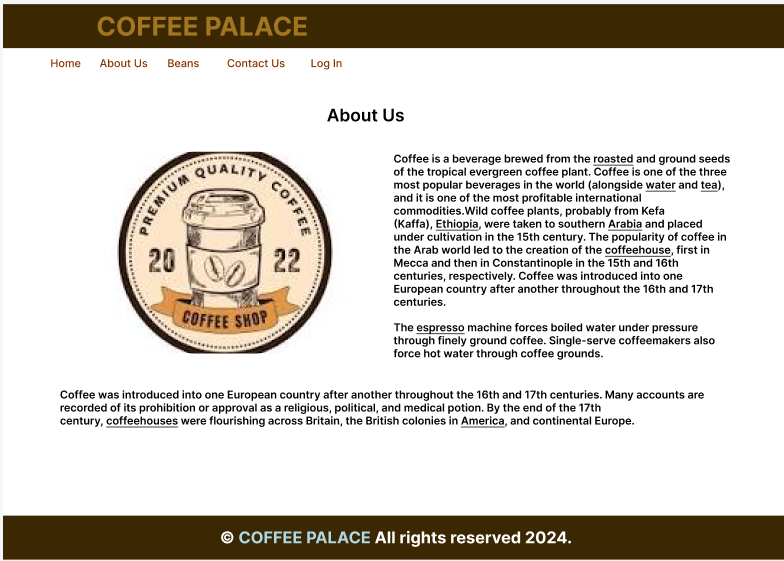 COFFEE PALACE
Home About Us Beans Contact Us Log In
About Us
PREMIUM QUALITY COFFEE
20 22
COFFEE SHOP
Coffee is a beverage brewed from the roasted and ground seeds
of the tropical evergreen coffee plant. Coffee is one of the three
most popular beverages in the world (alongside water and tea),
and it is one of the most profitable international
commodities.Wild coffee plants, probably from Kefa
(Kaffa), Ethiopia, were taken to southern Arabia and placed
under cultivation in the 15th century. The popularity of coffee in
the Arab world led to the creation of the coffeehouse, first in
Mecca and then in Constantinople in the 15th and 16th
centuries, respectively. Coffee was introduced into one
European country after another throughout the 16th and 17th
centuries.
The espresso machine forces boiled water under pressure
through finely ground coffee. Single-serve coffeemakers also
force hot water through coffee grounds.
Coffee was introduced into one European country after another throughout the 16th and 17th centuries. Many accounts are
recorded of its prohibition or approval as a religious, political, and medical potion. By the end of the 17th
century, coffeehouses were flourishing across Britain, the British colonies in America, and continental Europe.
© COFFEE PALACE All rights reserved 2024.